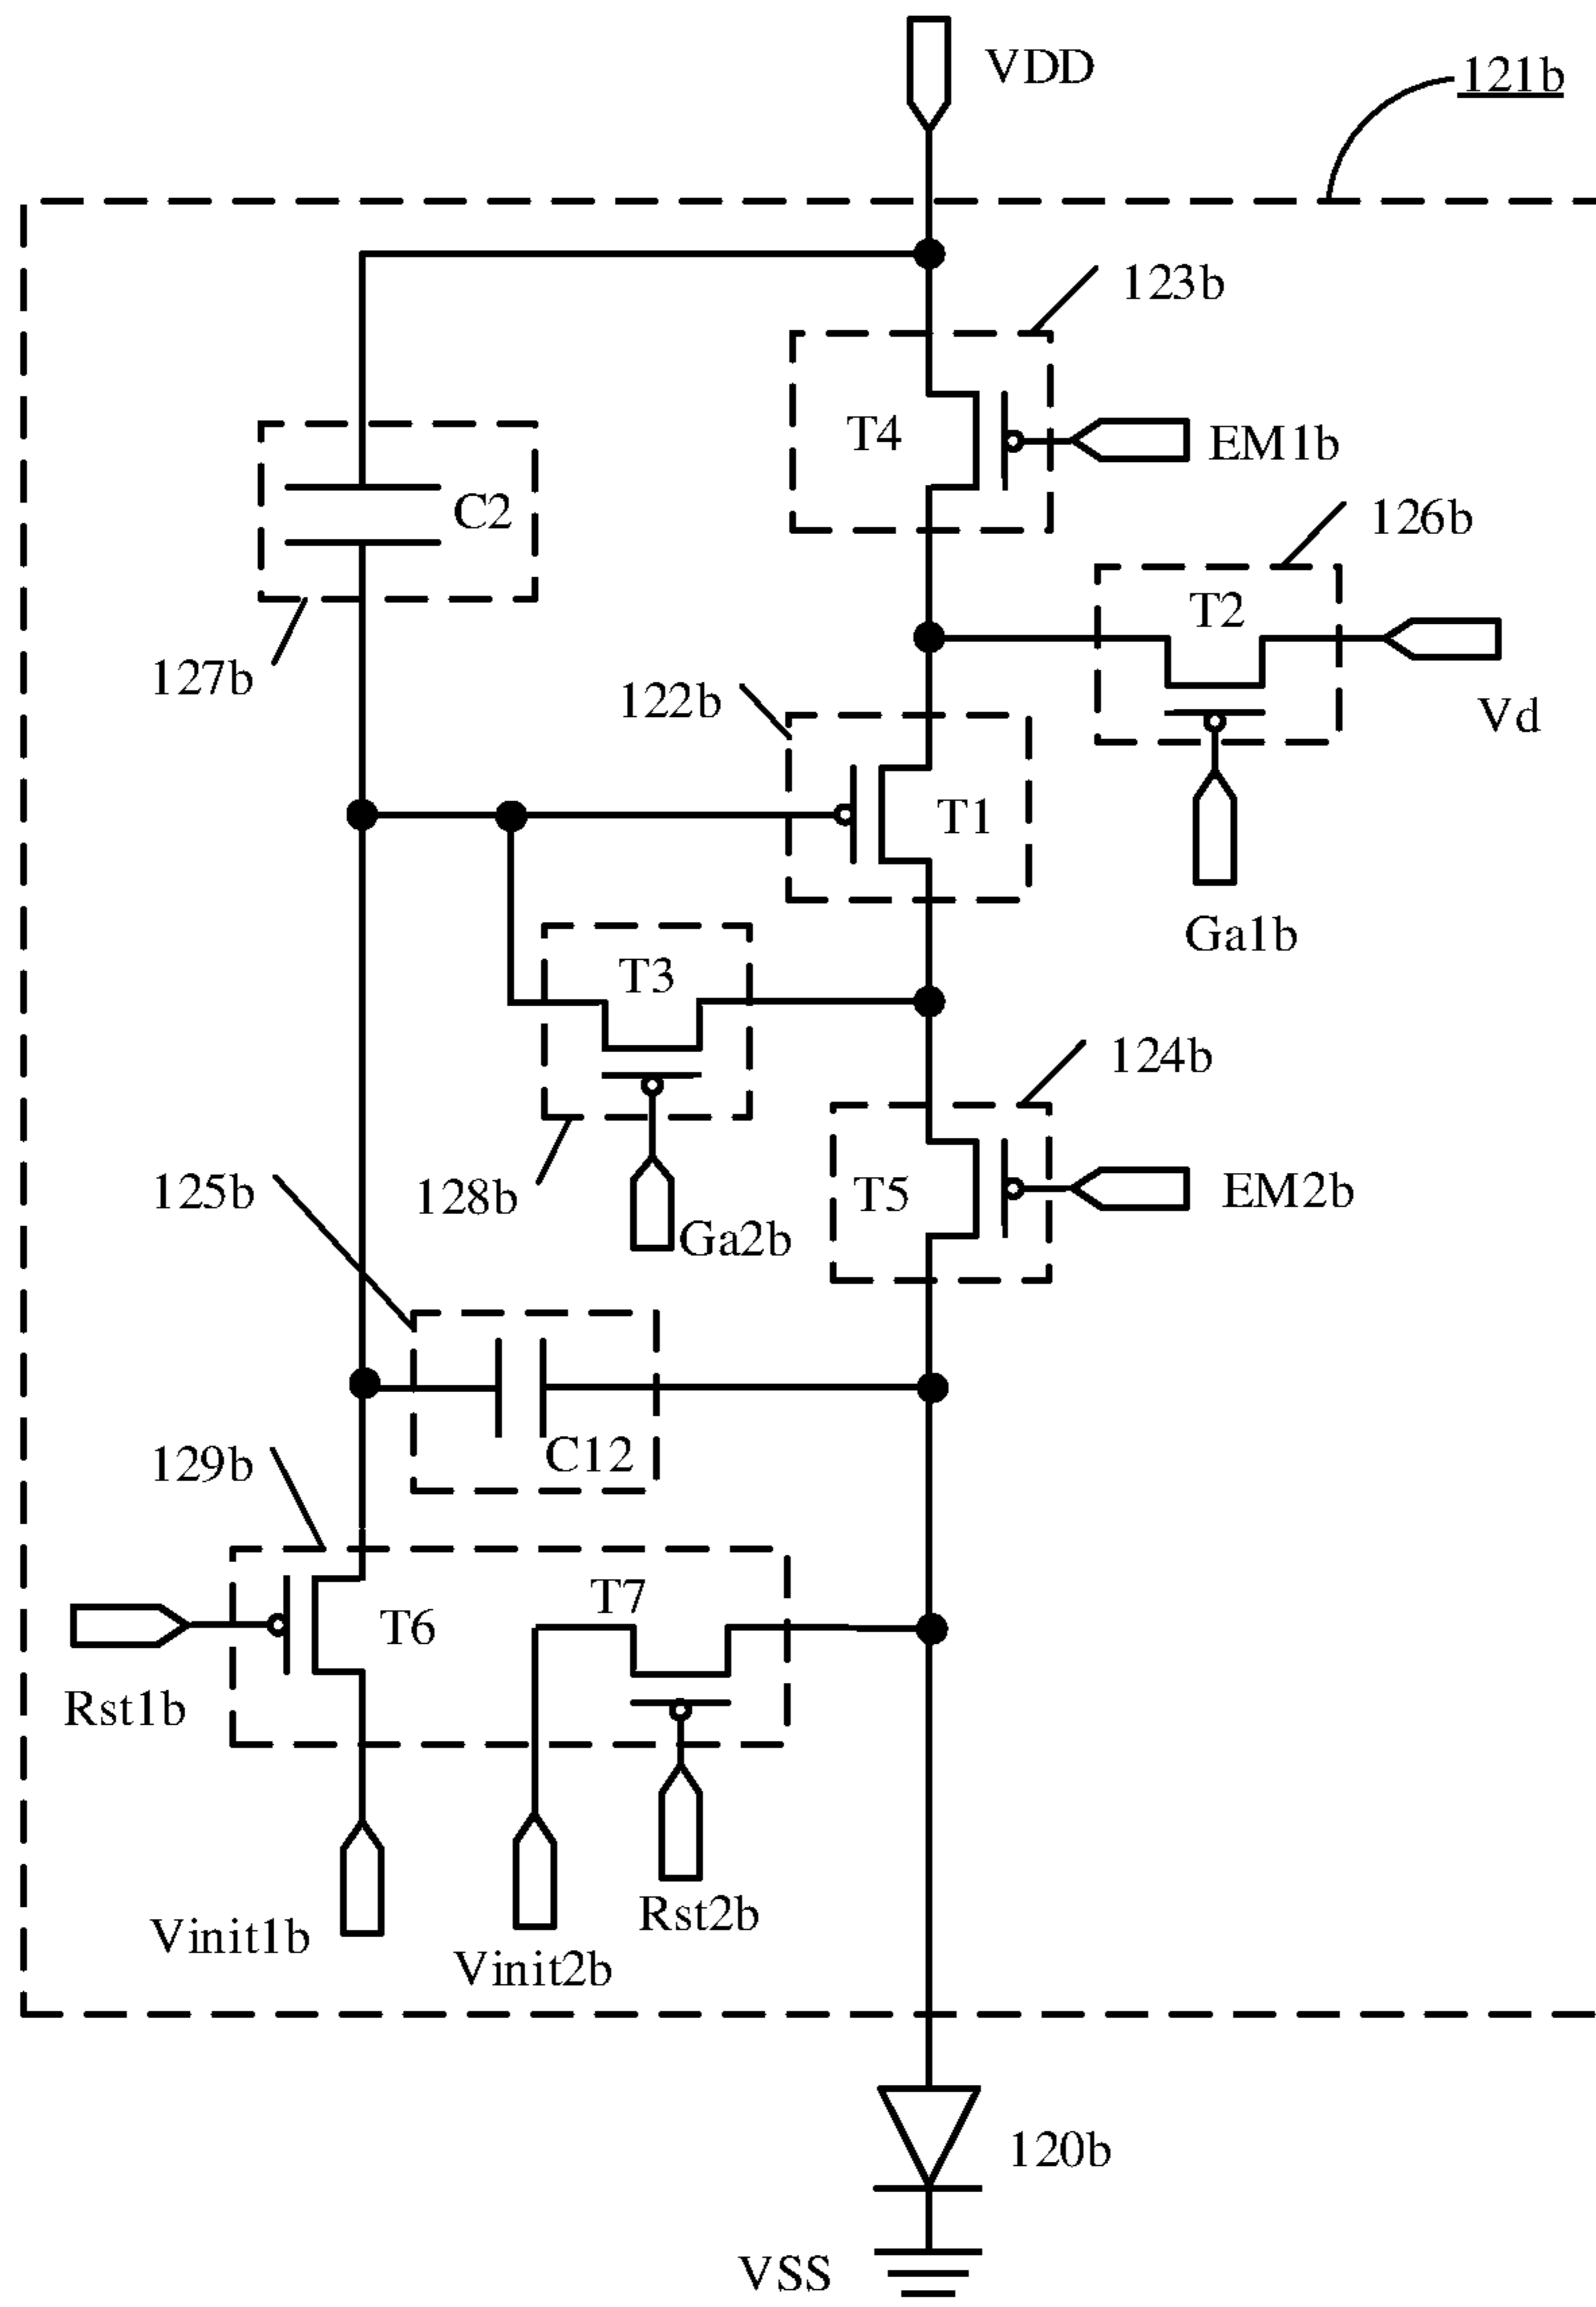 VDD
121b
123b
T4
EM1b
C2
126b
T2
127b
122b
Vd
T1
Ga1b
T3
124b
125b
128b
T5
EM2b
Ga2b
C12
129b
T7
T6
Rst1b
Rst2b
Vinit1b
Vinit2b
120b
VSS